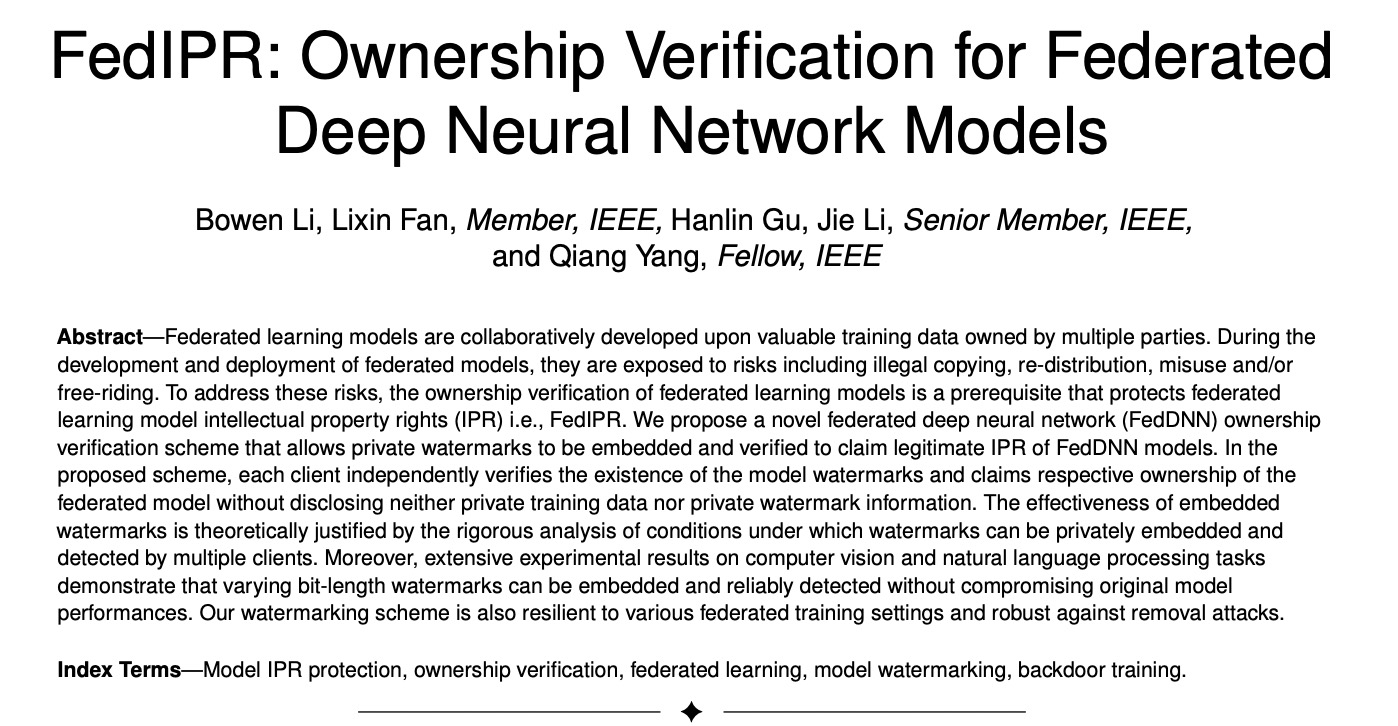 FedIPR: Ownership Verification for Federated
Deep Neural Network Models
Bowen Li, Lixin Fan, Member, IEEE, Hanlin Gu, Jie Li, Senior Member, IEEE,
and Qiang Yang, Fellow, IEEE
Abstract—Federated learning models are collaboratively developed upon valuable training data owned by multiple parties. During the
development and deployment of federated models, they are exposed to risks including illegal copying, re-distribution, misuse and/or
free-riding. To address these risks, the ownership verification of federated learning models is a prerequisite that protects federated
learning model intellectual property rights (IPR) i.e., FedIPR. We propose a novel federated deep neural network (FedDNN) ownership
verification scheme that allows private watermarks to be embedded and verified to claim legitimate IPR of FedDNN models. In the
proposed scheme, each client independently verifies the existence of the model watermarks and claims respective ownership of the
federated model without disclosing neither private training data nor private watermark information. The effectiveness of embedded
watermarks is theoretically justified by the rigorous analysis of conditions under which watermarks can be privately embedded and
detected by multiple clients. Moreover, extensive experimental results on computer vision and natural language processing tasks
demonstrate that varying bit-length watermarks can be embedded and reliably detected without compromising original model
performances. Our watermarking scheme is also resilient to various federated training settings and robust against removal attacks.
Index Terms—Model IPR protection, ownership verification, federated learning, model watermarking, backdoor training.